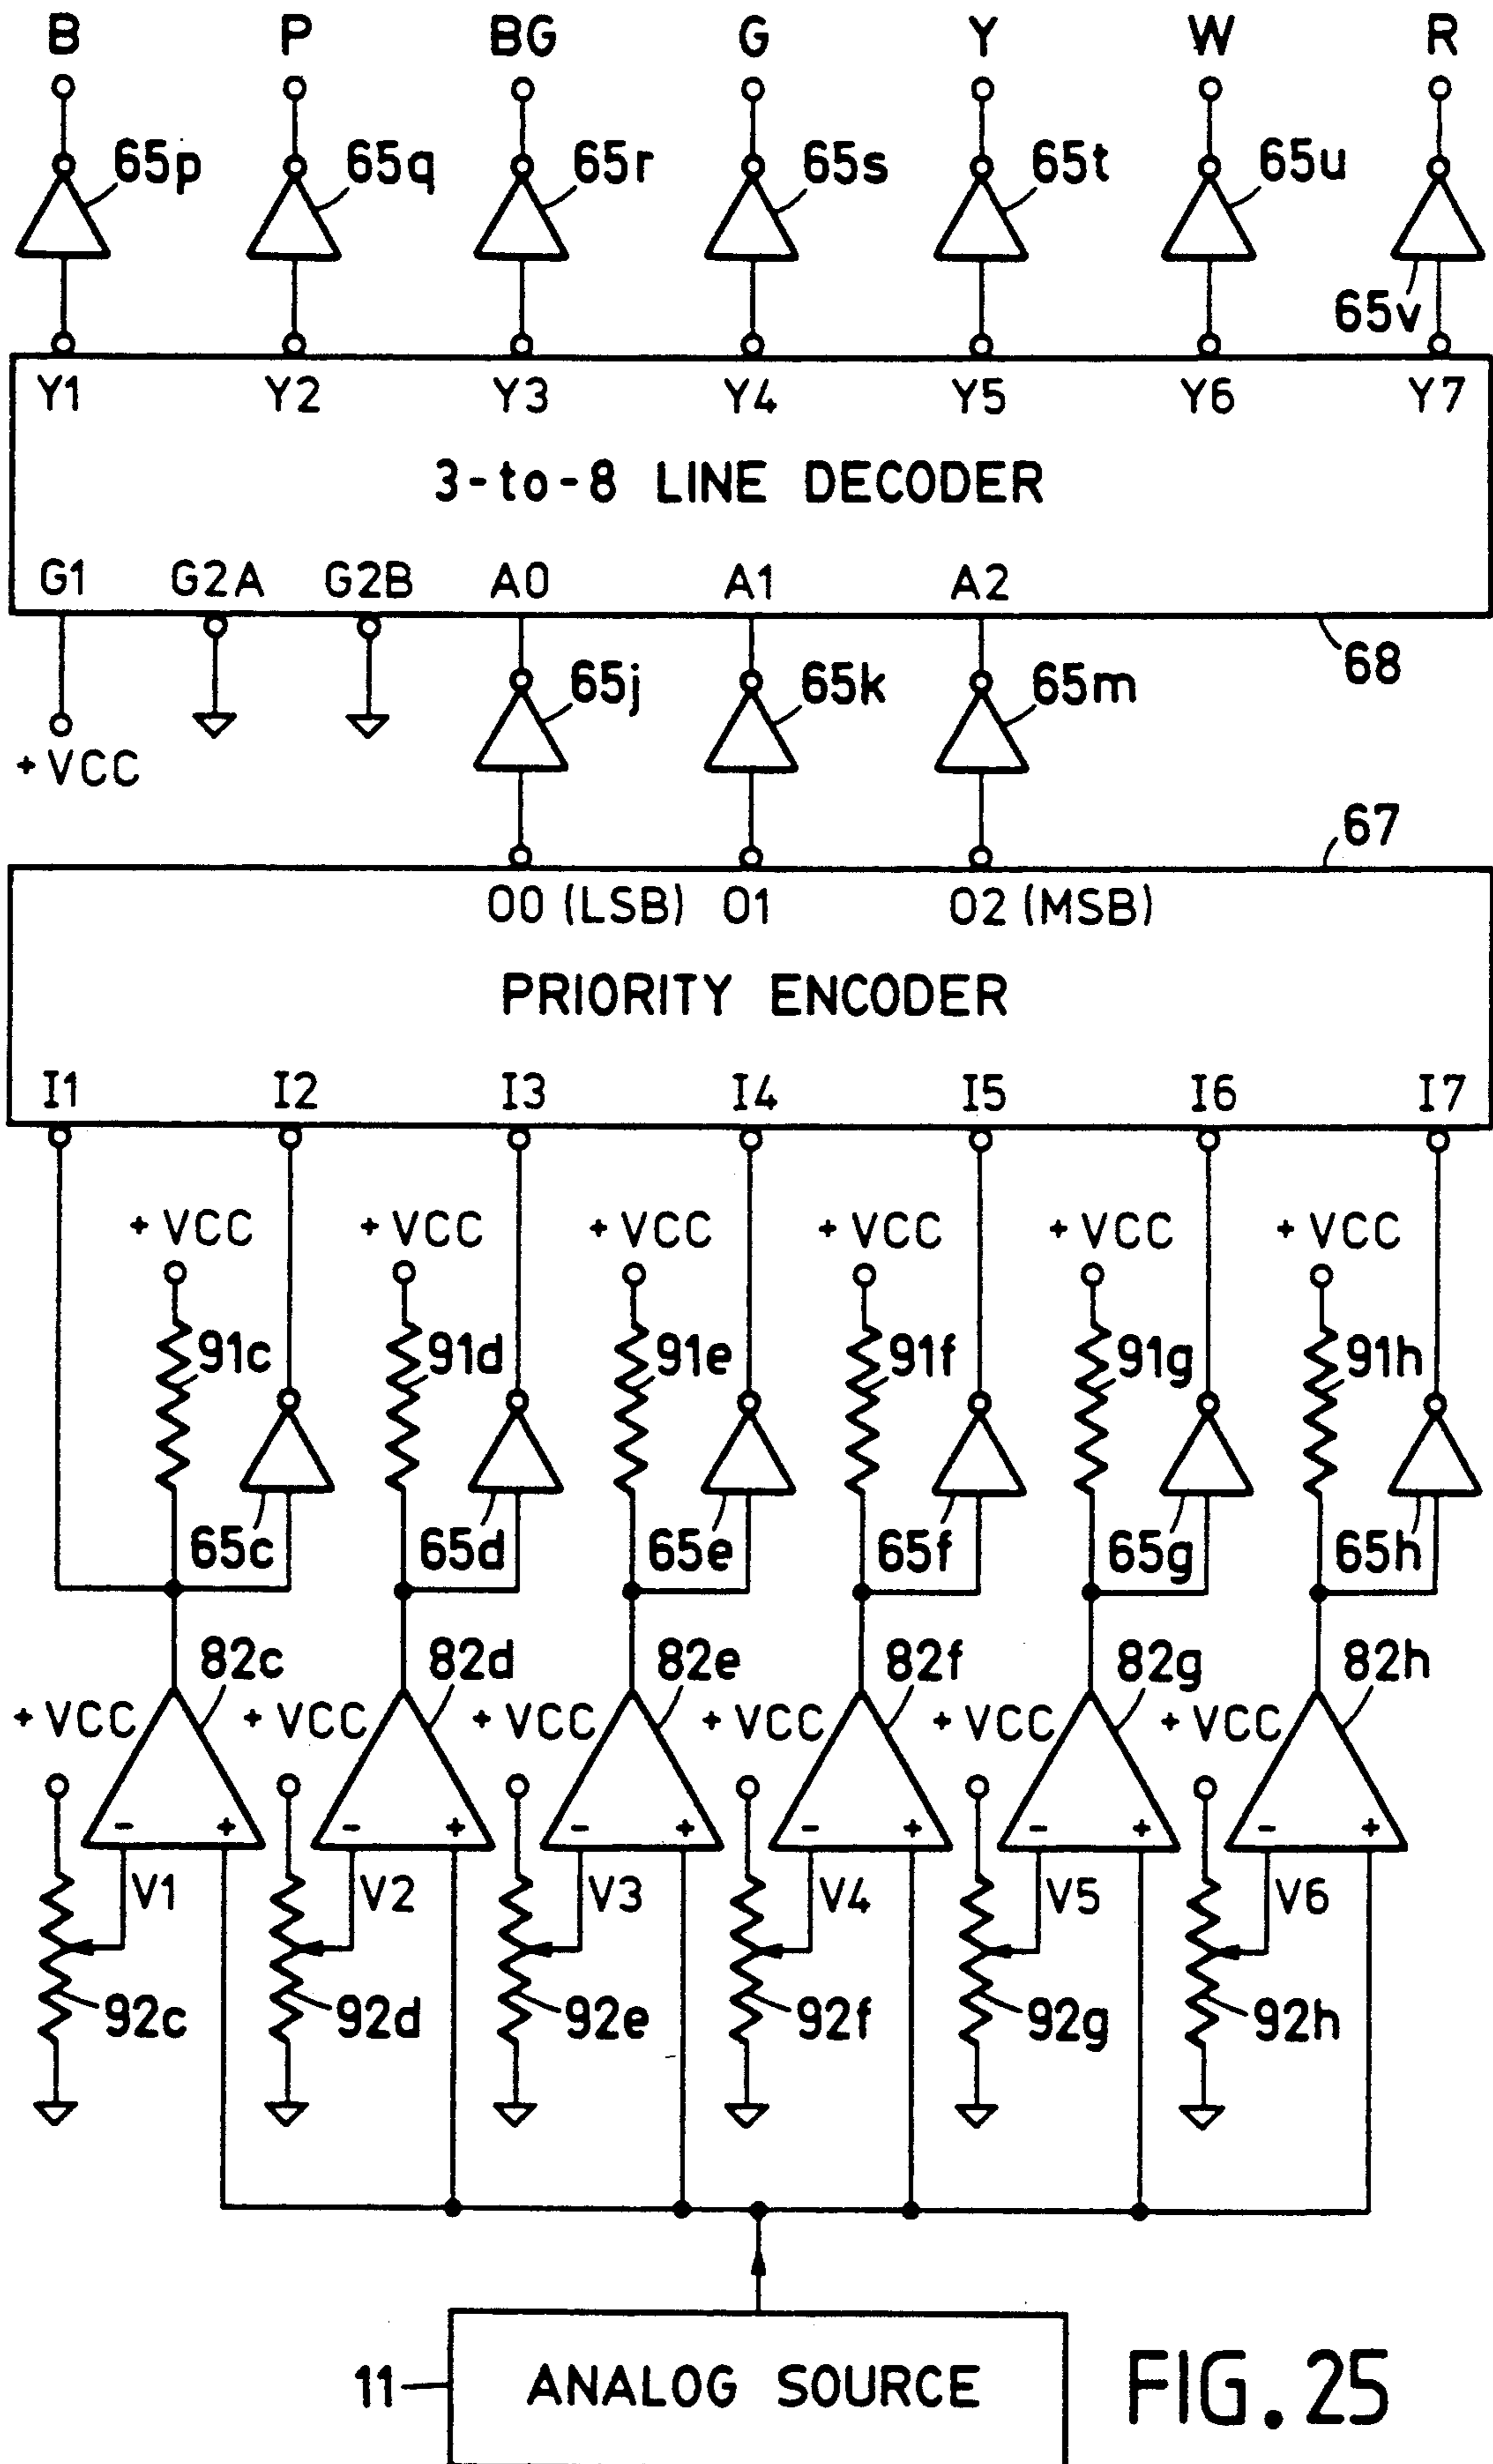 B P BG G Y W R
65p 65q 65r 65s 65t 65u
65v
Y1 Y2 Y3 Y4 Y5 Y6 Y7
3-to-8 LINE DECODER
G1 G2A G2B A0 A1 A2
68
65j 65k 65m
+VCC
67
O0 (LSB) O1 O2 (MSB)
PRIORITY ENCODER
I1 I2 I3 I4 I5 I6 I7
+VCC +VCC +VCC +VCC +VCC +VCC
91c 91d 91e 91f 91g 91h
65c 65d 65e 65f 65g 65h
82c 82d 82e 82f 82g 82h
+VCC +VCC +VCC +VCC +VCC +VCC
- + - + - + - + - + - +
V1 V2 V3 V4 V5 V6
92c 92d 92e 92f 92g 92h
11 ANALOG SOURCE
FIG. 25